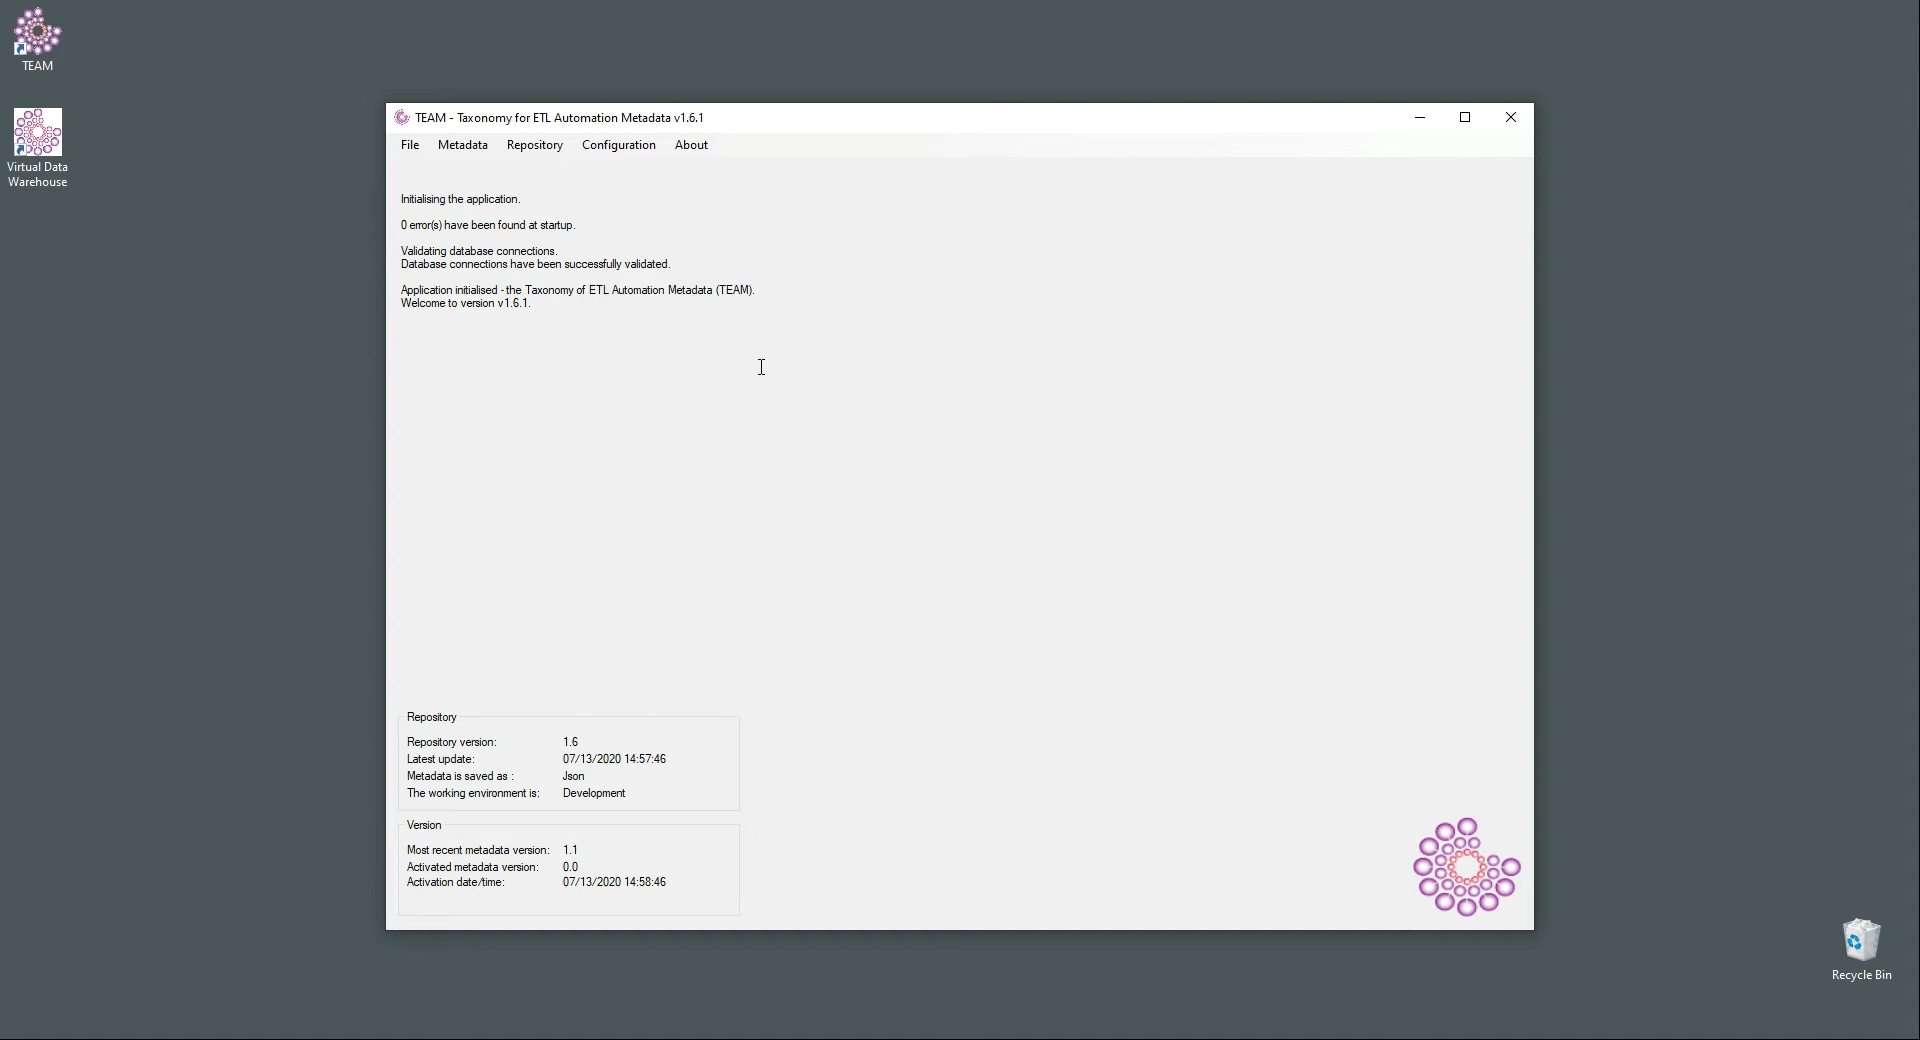 TEAM
Virtual Data
Warehouse
TEAM - Taxonomy for ETL Automation Metadata v1.6.1
File Metadata Repository Configuration About
Initialising the application.
0 error(s) have been found at startup.
Validating database connections.
Database connections have been successfully validated.
Application initialised - the Taxonomy of ETL Automation Metadata (TEAM).
Welcome to version v1.6.1.
Repository
Repository version: 1.6
Latest update: 07/13/2020 14:57:46
Metadata is saved as : Json
The working environment is: Development
Version
Most recent metadata version: 1.1
Activated metadata version: 0.0
Activation date/time: 07/13/2020 14:58:46
Recycle Bin